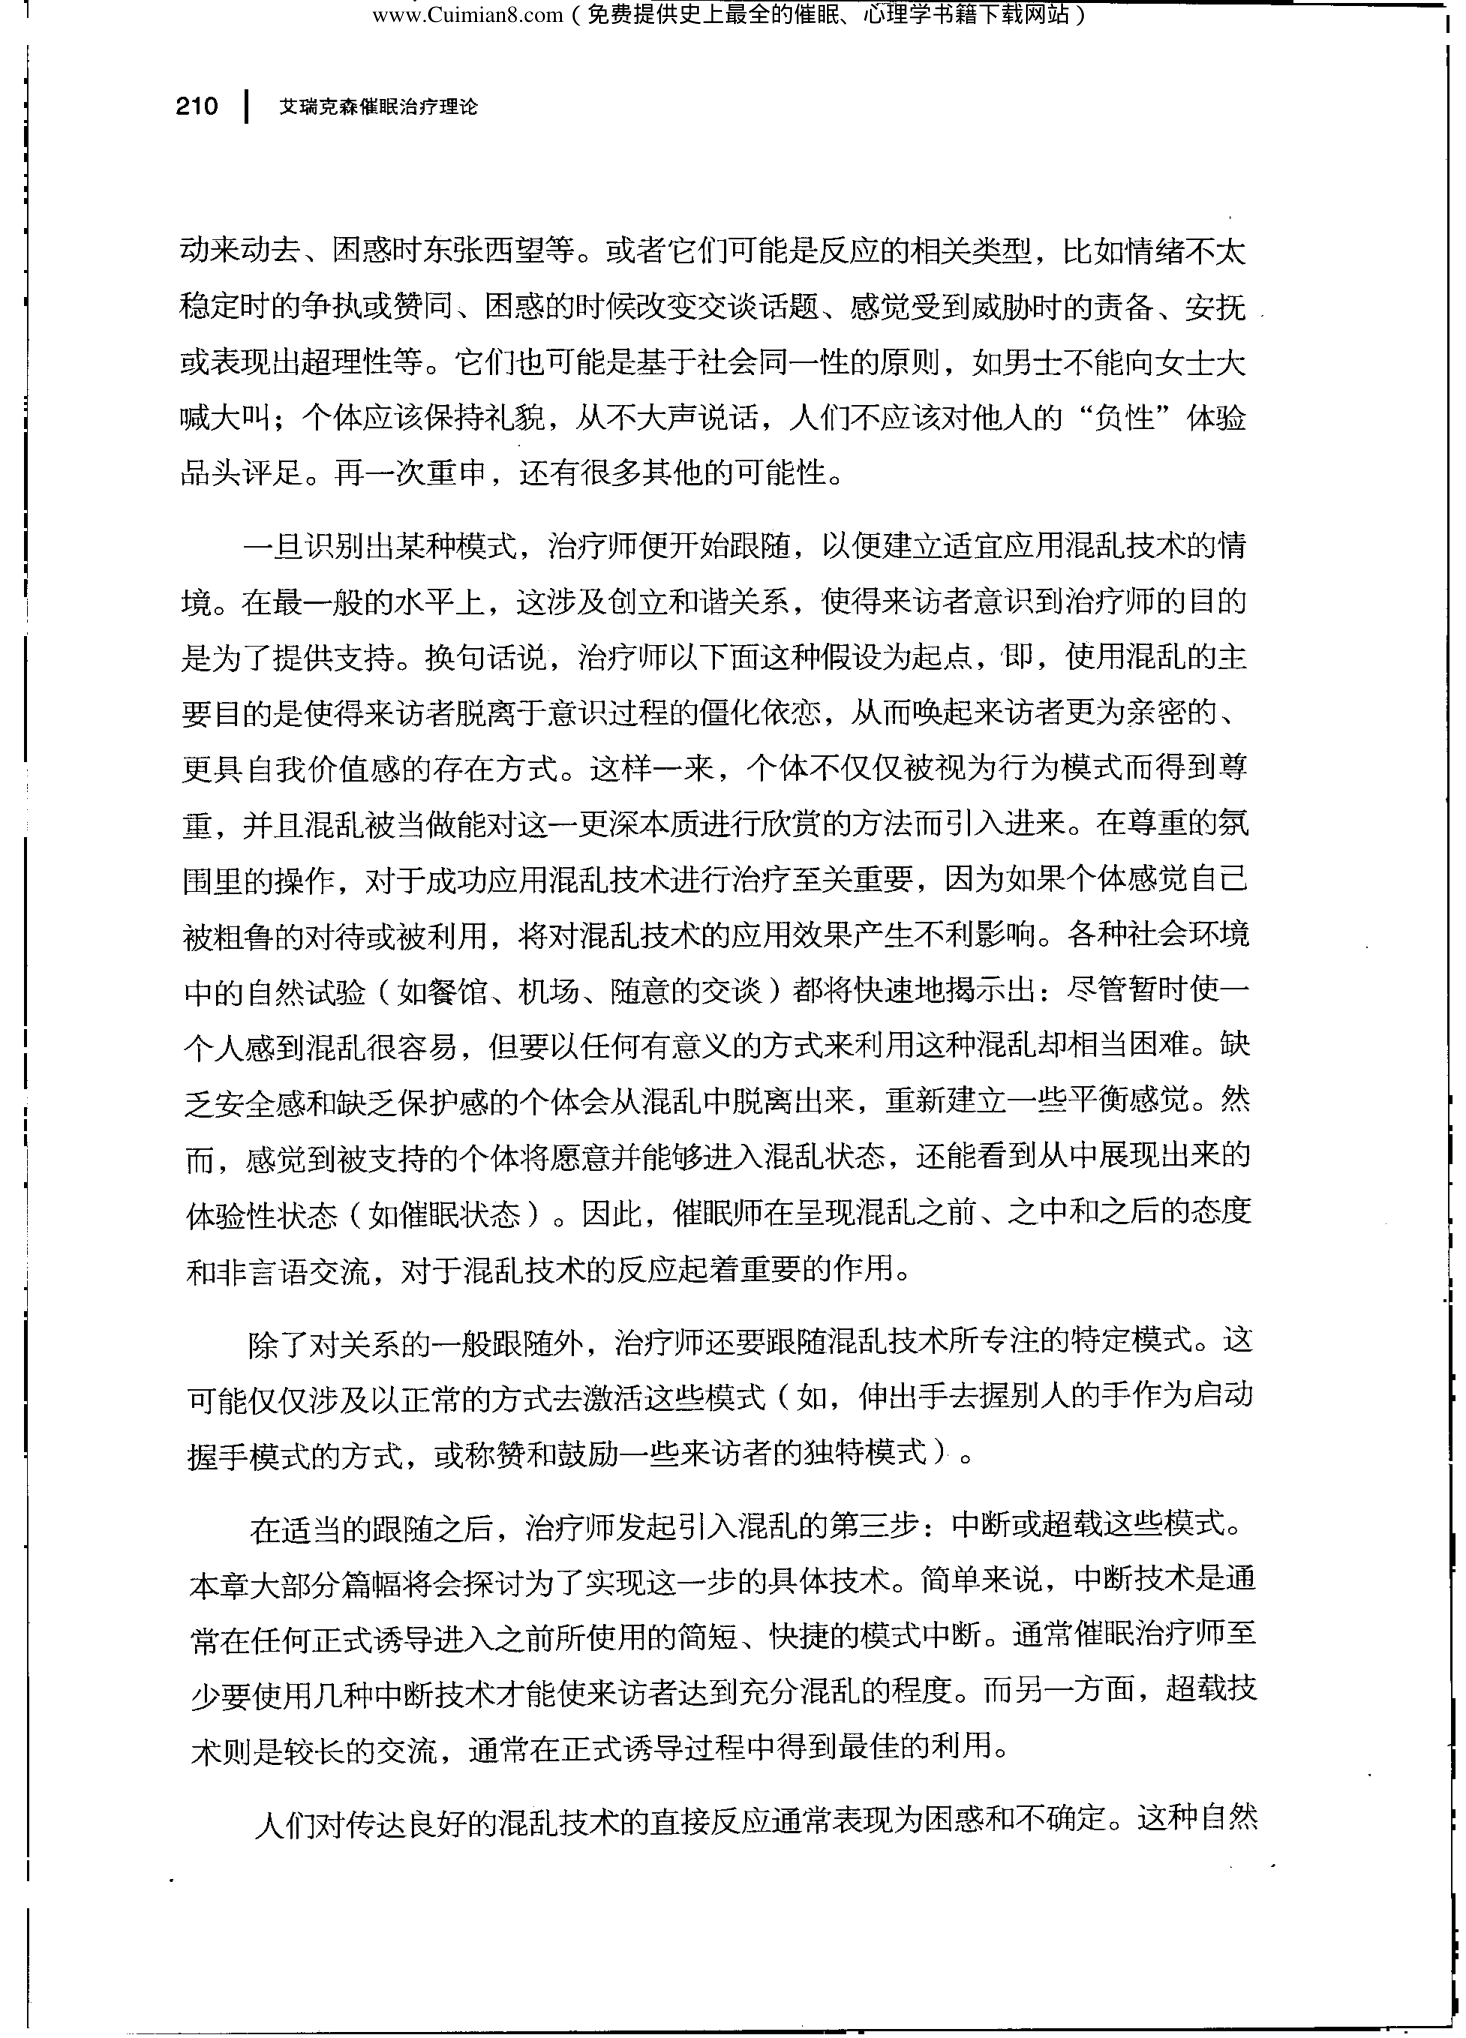 www.Cuimian8.com（免费提供史上最全的催眠、心理学书籍下载网站）
210 艾瑞克森催眠治疗理论
动来动去、困惑时东张西望等。或者它们可能是反应的相关类型，比如情绪不太
稳定时的争执或赞同、困惑的时候改变交谈话题、感觉受到威胁时的责备、安抚
或表现出超理性等。它们也可能是基于社会同一性的原则，如男士不能向女士大
喊大叫；个体应该保持礼貌，从不大声说话，人们不应该对他人的“负性”体验
品头评足。再一次重申，还有很多其他的可能性。
一旦识别出某种模式，治疗师便开始跟随，以便建立适宜应用混乱技术的情
境。在最一般的水平上，这涉及创立和谐关系，使得来访者意识到治疗师的目的
是为了提供支持。换句话说，治疗师以下面这种假设为起点，即，使用混乱的主
要目的是使得来访者脱离于意识过程的僵化依恋，从而唤起来访者更为亲密的、
更具自我价值感的存在方式。这样一来，个体不仅仅被视为行为模式而得到尊
重，并且混乱被当做能对这一更深本质进行欣赏的方法而引入进来。在尊重的氛
围里的操作，对于成功应用混乱技术进行治疗至关重要，因为如果个体感觉自己
被粗鲁的对待或被利用，将对混乱技术的应用效果产生不利影响。各种社会环境
中的自然试验（如餐馆、机场、随意的交谈）都将快速地揭示出：尽管暂时使一
个人感到混乱很容易，但要以任何有意义的方式来利用这种混乱却相当困难。缺
乏安全感和缺乏保护感的个体会从混乱中脱离出来，重新建立一些平衡感觉。然
而，感觉到被支持的个体将愿意并能够进入混乱状态，还能看到从中展现出来的
体验性状态（如催眠状态）。因此，催眠师在呈现混乱之前、之中和之后的态度
和非言语交流，对于混乱技术的反应起着重要的作用。
除了对关系的一般跟随外，治疗师还要跟随混乱技术所专注的特定模式。这
可能仅仅涉及以正常的方式去激活这些模式（如，伸出手去握别人的手作为启动
握手模式的方式，或称赞和鼓励一些来访者的独特模式）。
在适当的跟随之后，治疗师发起引入混乱的第三步：中断或超载这些模式。
本章大部分篇幅将会探讨为了实现这一步的具体技术。简单来说，中断技术是通
常在任何正式诱导进入之前所使用的简短、快捷的模式中断。通常催眠治疗师至
少要使用几种中断技术才能使来访者达到充分混乱的程度。而另一方面，超载技
术则是较长的交流，通常在正式诱导过程中得到最佳的利用。
人们对传达良好的混乱技术的直接反应通常表现为困惑和不确定。这种自然